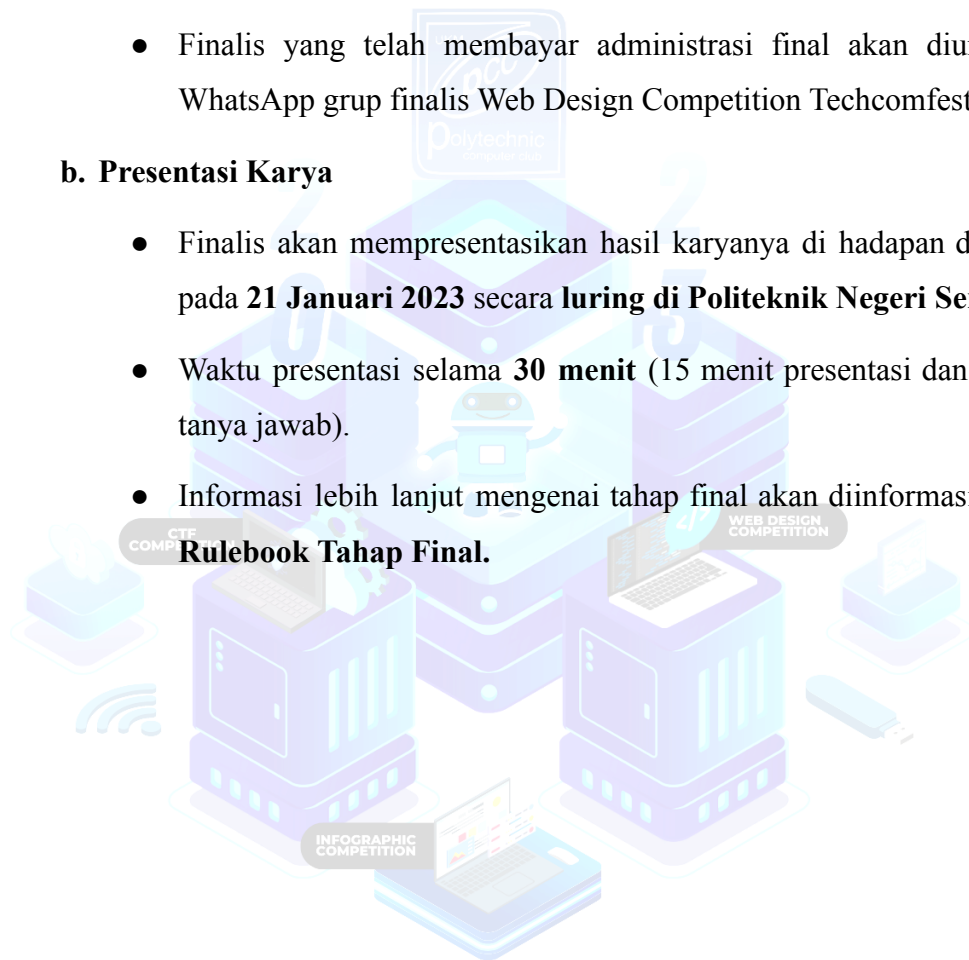 ● Finalis yang telah membayar administrasi final akan
WhatsApp grup finalis Web Design Competition Techcomfest
Polytechnic
computer club
b. Presentasi Karya
● Finalis akan mempresentasikan hasil karyanya di hadapan
pada 21 Januari 2023 secara luring di Politeknik Negeri
● Waktu presentasi selama 30 menit (15 menit presentasi dan
tanya jawab).
● Informasi lebih lanjut mengenai tahap final akan
Rulebook Tahap Final.
CTF
COMPETITION
WEB DESIGN
COMPETITION
INFOGRAPHIC
COMPETITION